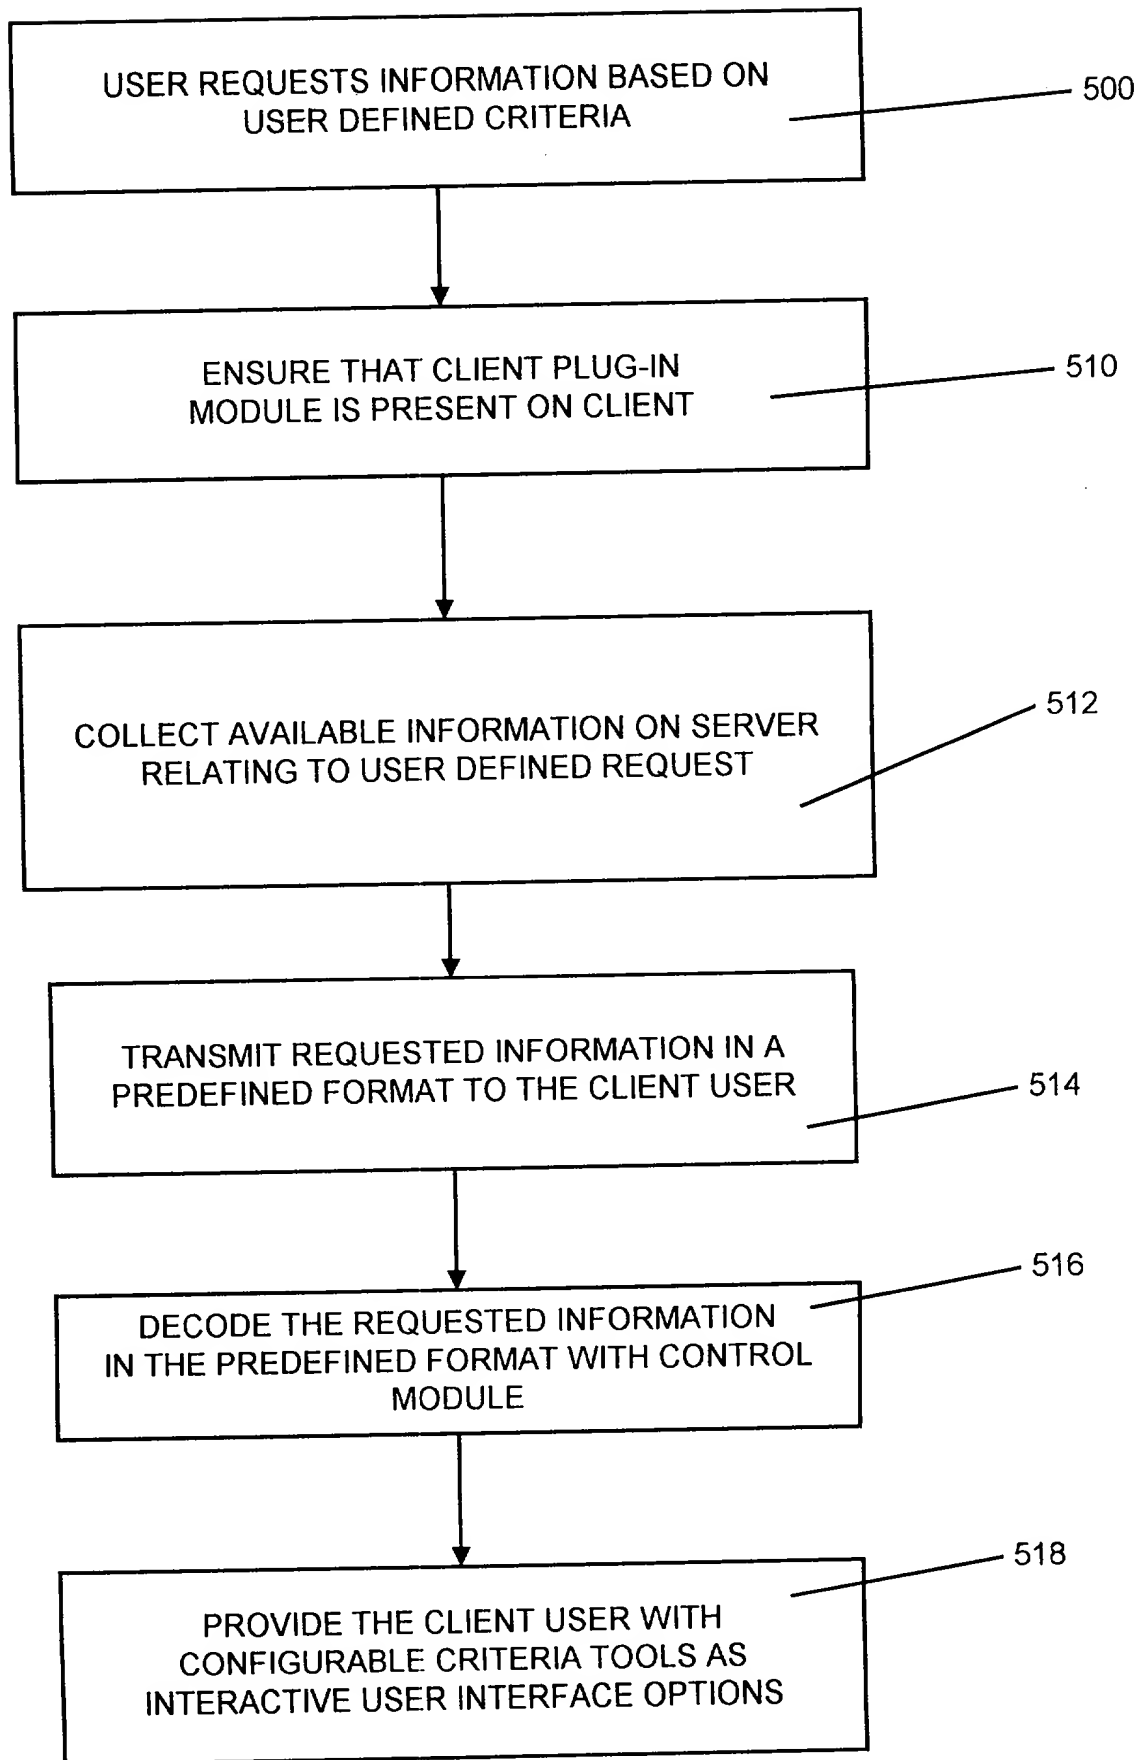 USER REQUESTS INFORMATION BASED ON
USER DEFINED CRITERIA
500
ENSURE THAT CLIENT PLUG-IN
MODULE IS PRESENT ON CLIENT
510
COLLECT AVAILABLE INFORMATION ON SERVER
RELATING TO USER DEFINED REQUEST
512
TRANSMIT REQUESTED INFORMATION IN A
PREDEFINED FORMAT TO THE CLIENT USER
514
DECODE THE REQUESTED INFORMATION
IN THE PREDEFINED FORMAT WITH CONTROL
MODULE
516
PROVIDE THE CLIENT USER WITH
CONFIGURABLE CRITERIA TOOLS AS
INTERACTIVE USER INTERFACE OPTIONS
518